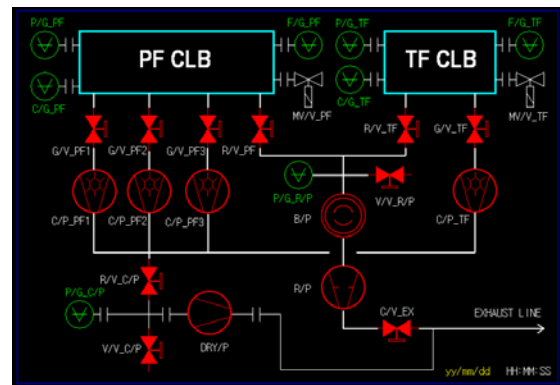 P/G_PF
F/G_PF
P/G_TF
F/G_TF
PF CLB
TF CLB
C/G_PF
C/G_TF
MV/V_PF
MV/V_TF
G/V_PF1
G/V_PF2
G/V_PF3
R/V_PF
R/V_TF
G/V_TF
P/G_R/P
V/V_R/P
C/P_PF1
C/P_PF2
C/P_PF3
B/P
C/P_TF
R/V_C/P
P/G_C/P
R/P
C/V_EX
EXHAUST LINE
V/V_C/P
DRY/P
yy/mm/dd HH:MM:SS